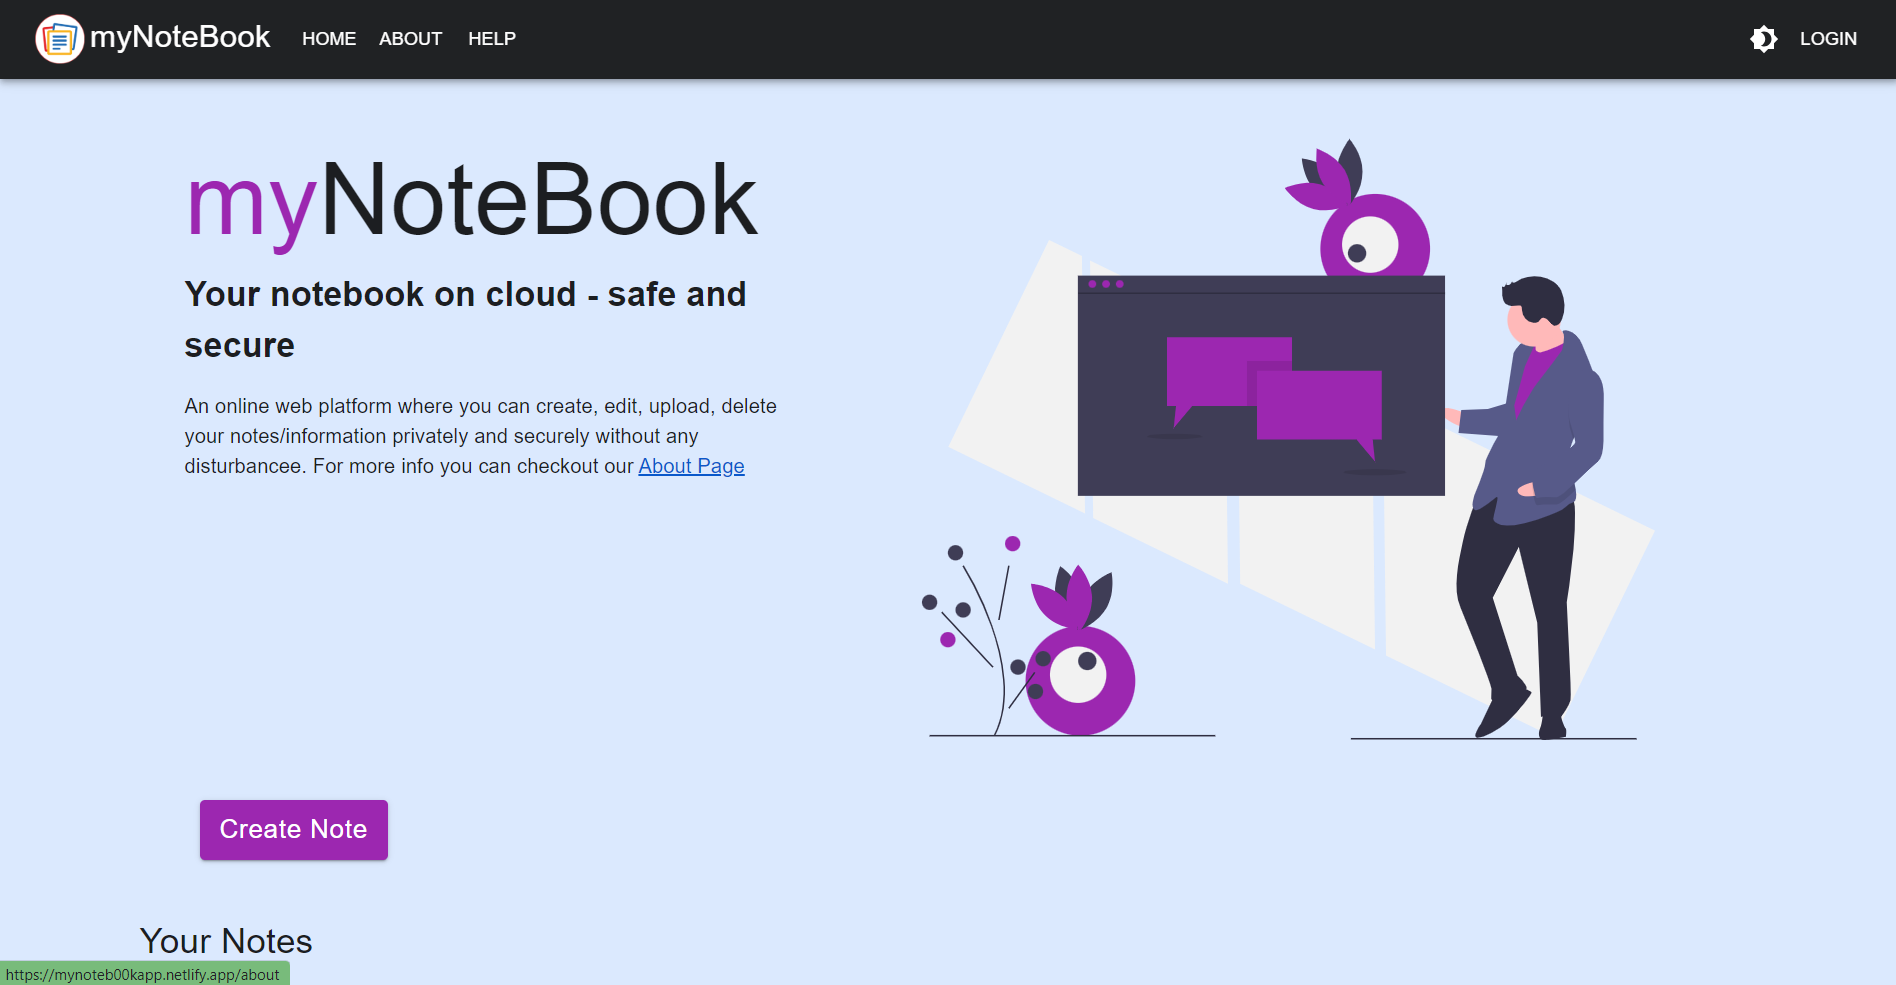 myNoteBook HOME ABOUT HELP LOGIN
myNoteBook
Your notebook on cloud - safe and
secure
An online web platform where you can create, edit, upload, delete
your notes/information privately and securely without any
disturbancee. For more info you can checkout our About Page
Create Note
Your Notes
https://mynoteb00kapp.netlify.app/about